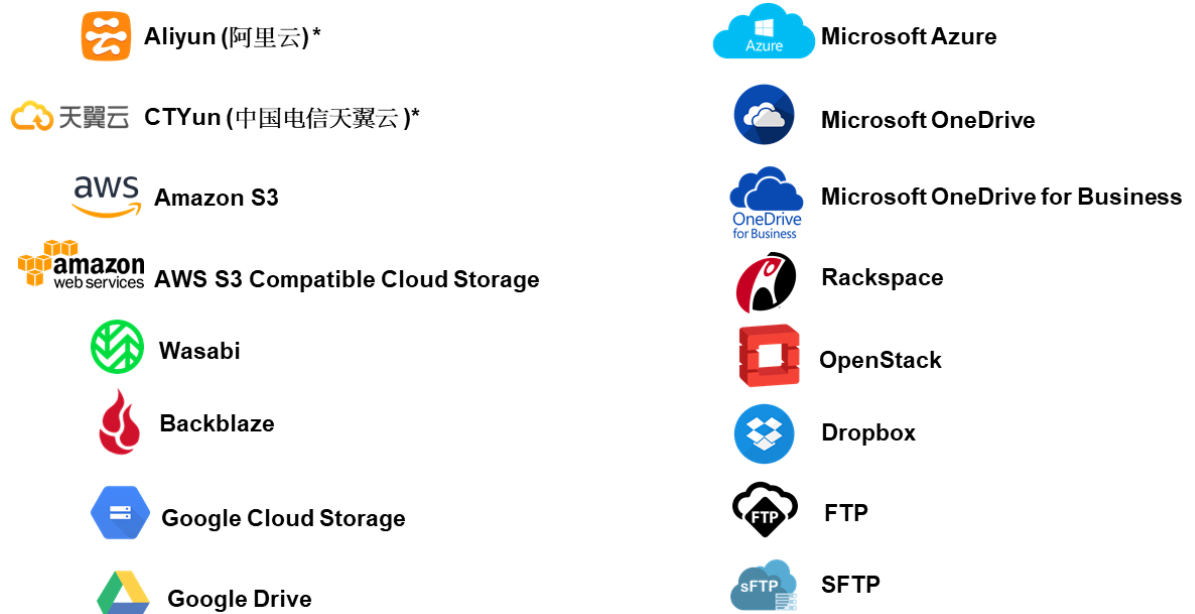 Aliyun (阿里云)*
天翼云 CTYun (中国电信天翼云 )*
aws Amazon S3
amazon
web services AWS S3 Compatible Cloud Storage
Wasabi
Backblaze
Google Cloud Storage
Google Drive
Azure Microsoft Azure
Microsoft OneDrive
Microsoft OneDrive for Business
OneDrive
for Business
Rackspace
OpenStack
Dropbox
FTP FTP
sFTP SFTP